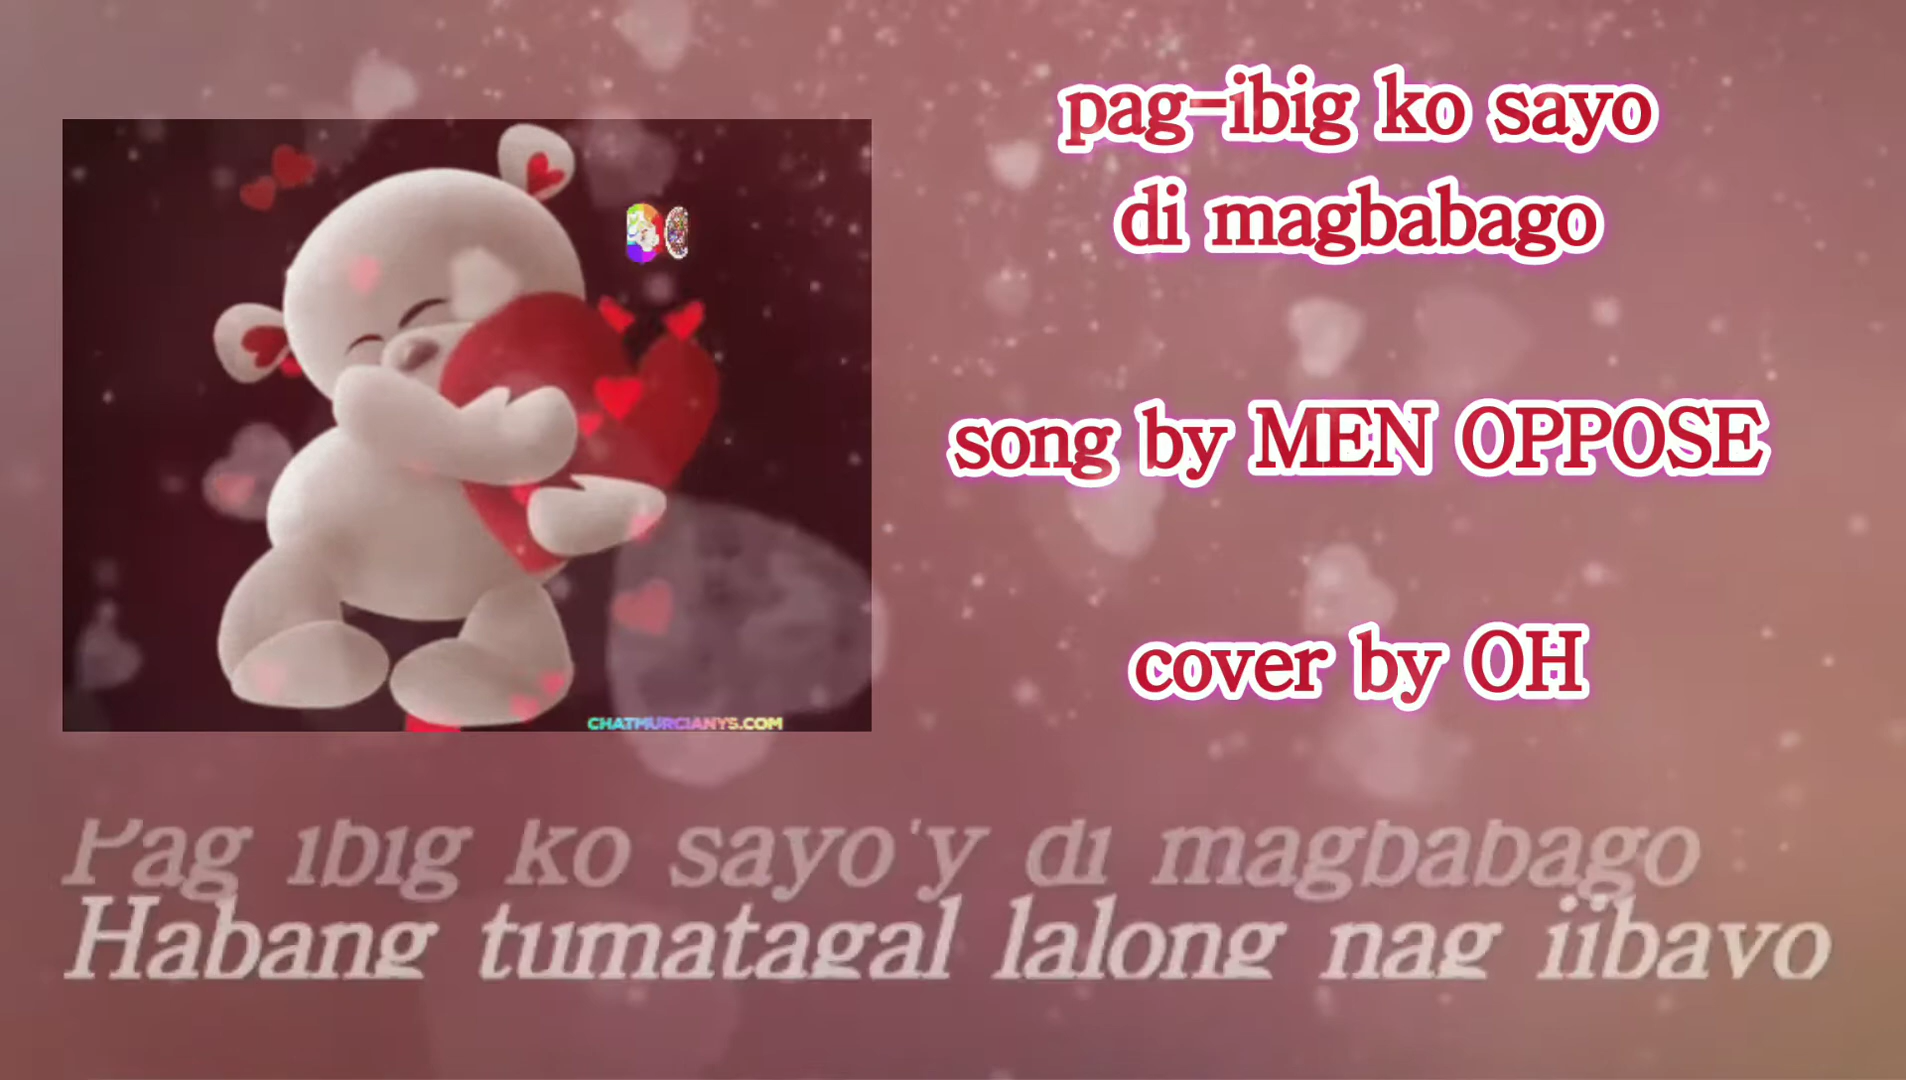 pag-ibig ko sayo
di magbabago
song by MEN OPPOSE
cover by OH
CHATMURCIANYS.COM
Pag ibig ko sayo'y di magbabago
Habang tumatagal lalong nag iibayo